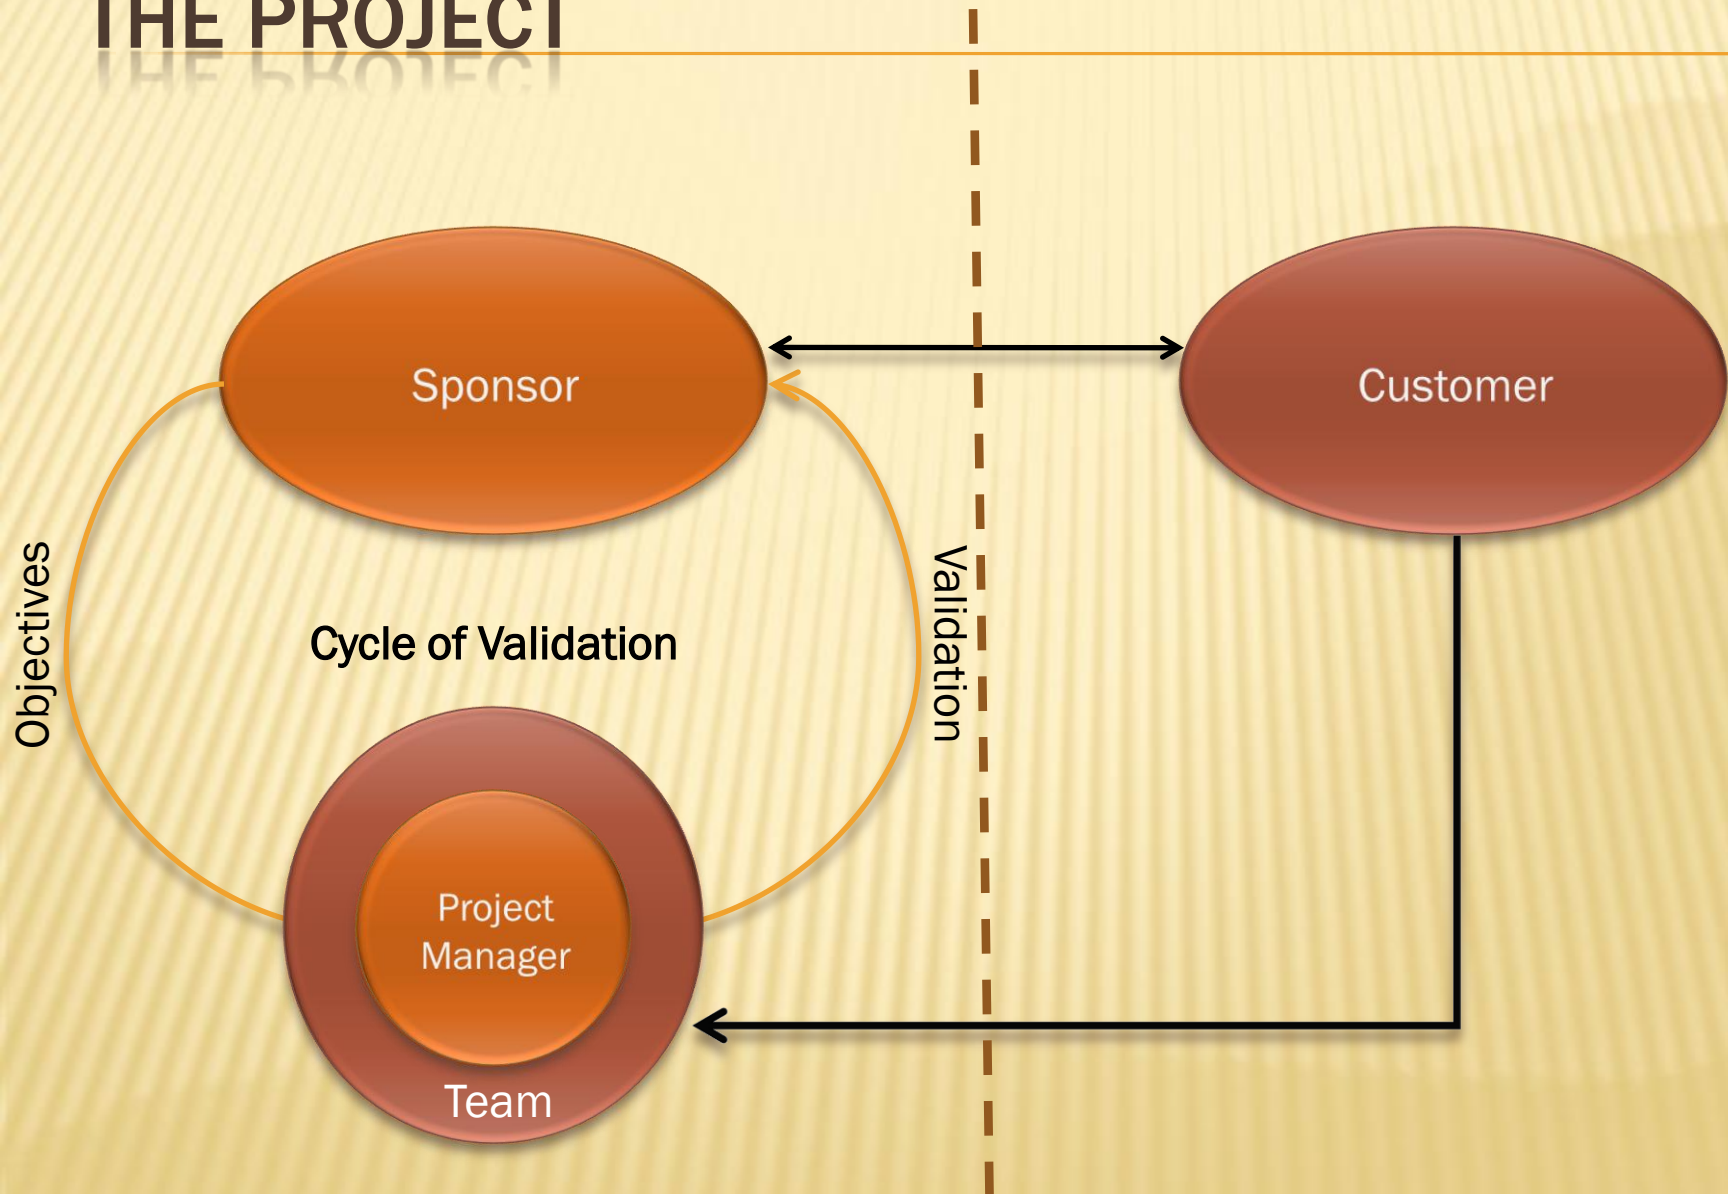 THE PROJECT
Sponsor
Customer
Objectives
Cycle of Validation
Validation
Project
Manager
Team